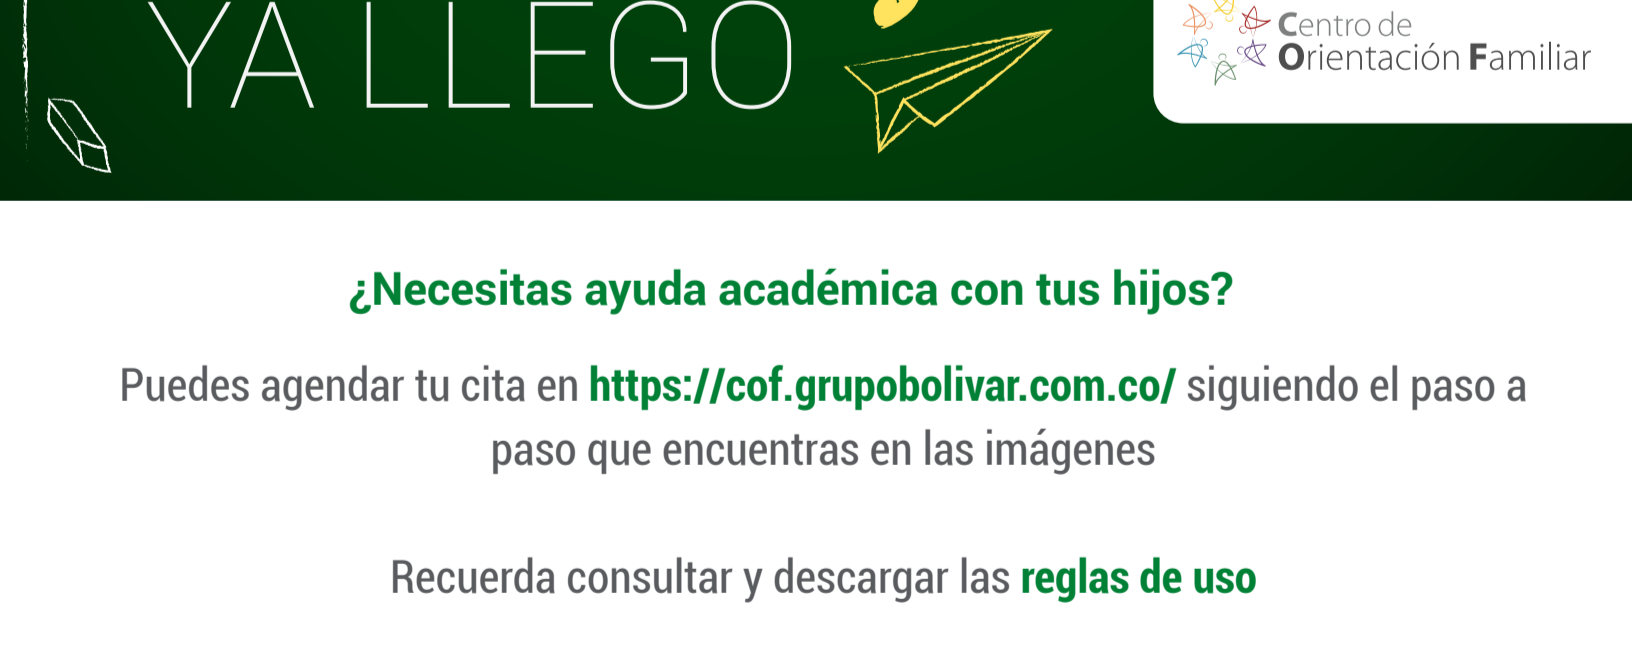 YA LLEGO
Centro de
Orientación Familiar
¿Necesitas ayuda académica con tus hijos?
Puedes agendar tu cita en https://cof.grupobolivar.com.co/ siguiendo el paso a
paso que encuentras en las imágenes
Recuerda consultar y descargar las reglas de uso